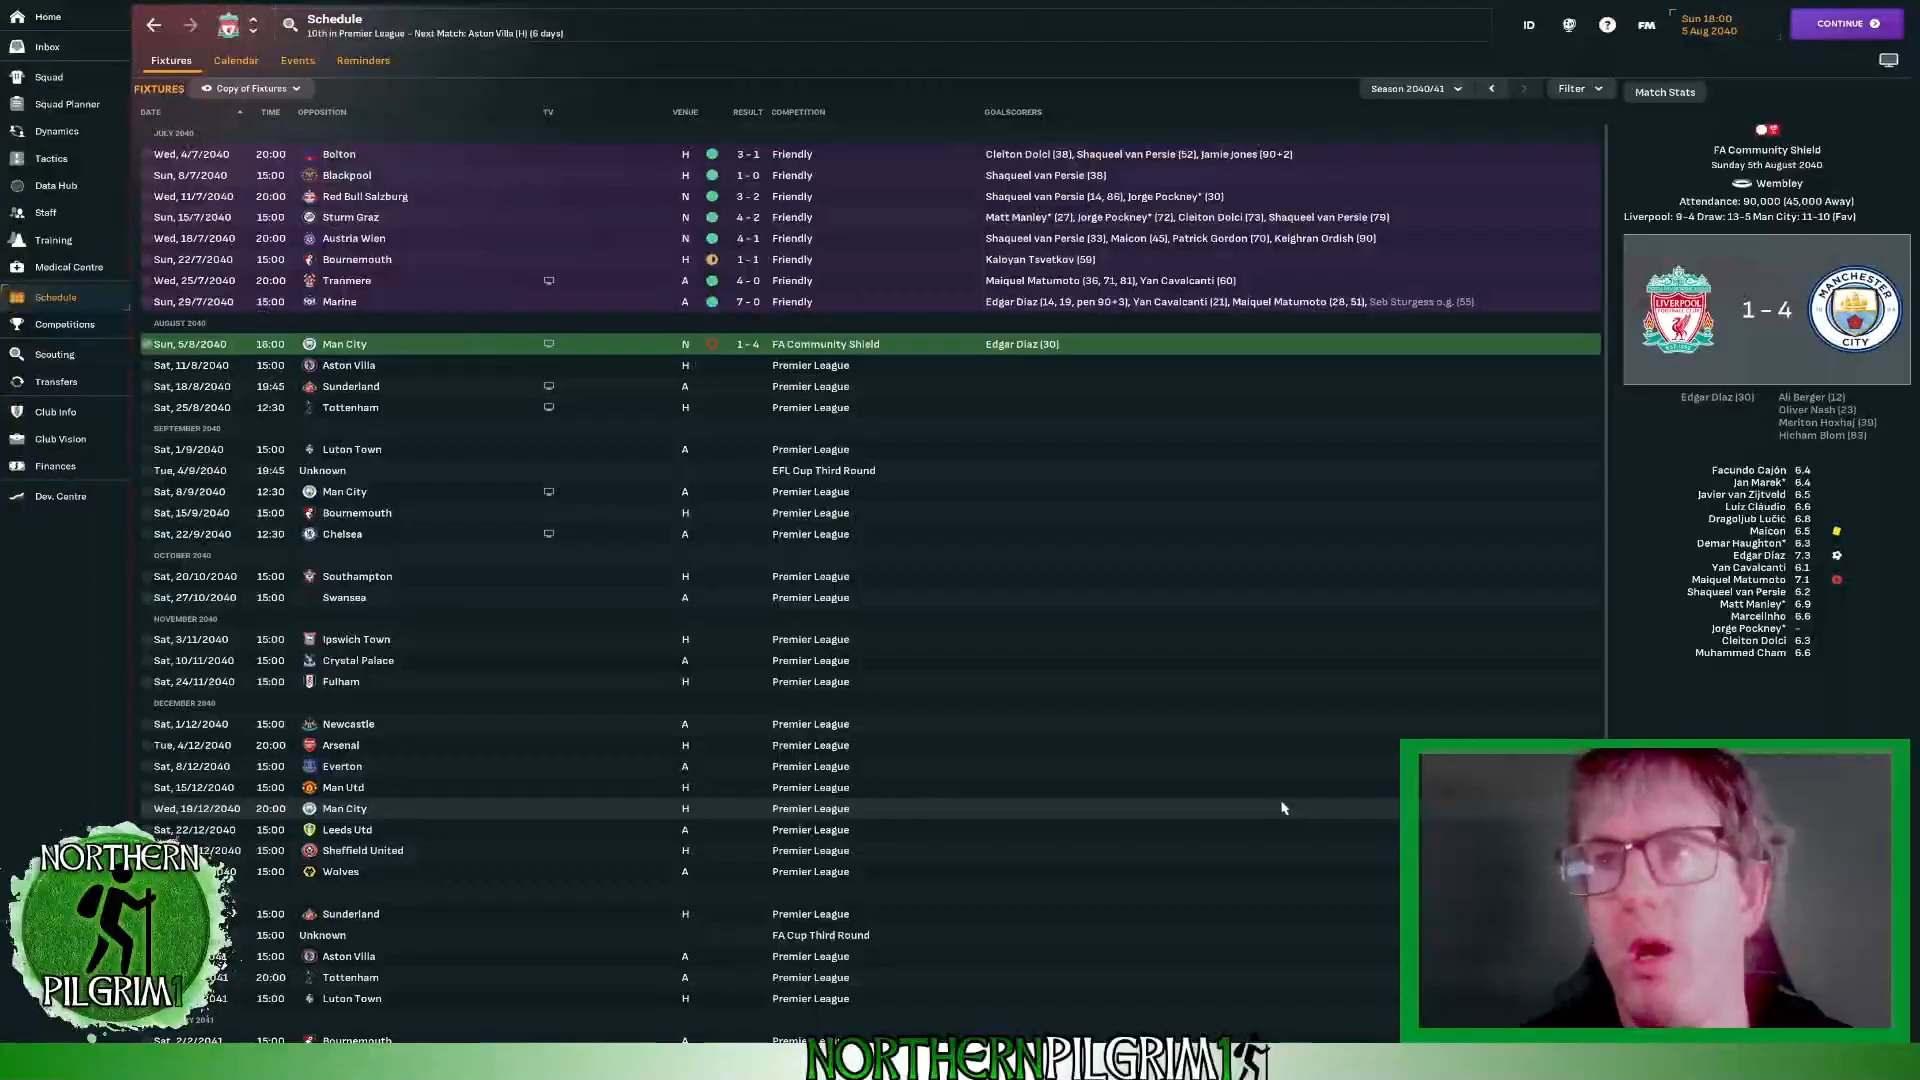 Home
Inbox
Squad
Squad Planner
Dynamics
Tactics
Data Hub
Staff
Training
Medical Centre
Schedule
Competitions
Scouting
Transfers
Club Info
Club Vision
Finances
Dev. Centre
Schedule
10th in Premier League - Next Match: Aston Villa (H) (6 days)
ID
?
FM
Sun 18:00
5 Aug 2040
CONTINUE
Fixtures Calendar Events Reminders
FIXTURES Copy of Fixtures Season 2040/41 Filter
DATE TIME OPPOSITION TV VENUE RESULT COMPETITION GOALSCORERS
JULY 2040
Wed, 4/7/2040 20:00 Bolton H 3 - 1 Friendly Cleiton Dolci (38), Shaqueel van Persie (52), Jamie Jones (90+2)
Sun, 8/7/2040 15:00 Blackpool H 1 - 0 Friendly Shaqueel van Persie (38)
Wed, 11/7/2040 20:00 Red Bull Salzburg N 3 - 2 Friendly Shaqueel van Persie (14, 86), Jorge Pockney* (30)
Sun, 15/7/2040 15:00 Sturm Graz N 4 - 2 Friendly Matt Manley* (27), Jorge Pockney* (72), Cleiton Dolci (73), Shaqueel van Persie (79)
Wed, 18/7/2040 20:00 Austria Wien N 4 - 1 Friendly Shaqueel van Persie (33), Maicon (45), Patrick Gordon (70), Keighran Ordish (90)
Sun, 22/7/2040 15:00 Bournemouth H 1 - 1 Friendly Kaloyan Tsvetkov (59)
Wed, 25/7/2040 20:00 Tranmere A 4 - 0 Friendly Maiquel Matumoto (36, 71, 81), Yan Cavalcanti (60)
Sun, 29/7/2040 15:00 Marine A 7 - 0 Friendly Edgar Díaz (14, 19, pen 90+3), Yan Cavalcanti (21), Maiquel Matumoto (28, 51), Seb Sturgess o.g. (55)
AUGUST 2040
Sun, 5/8/2040 16:00 Man City N 1 - 4 FA Community Shield Edgar Díaz (30)
Sat, 11/8/2040 15:00 Aston Villa H Premier League
Sat, 18/8/2040 19:45 Sunderland A Premier League
Sat, 25/8/2040 12:30 Tottenham H Premier League
SEPTEMBER 2040
Sat, 1/9/2040 15:00 Luton Town A Premier League
Tue, 4/9/2040 19:45 Unknown EFL Cup Third Round
Sat, 8/9/2040 12:30 Man City A Premier League
Sat, 15/9/2040 15:00 Bournemouth H Premier League
Sat, 22/9/2040 12:30 Chelsea A Premier League
OCTOBER 2040
Sat, 20/10/2040 15:00 Southampton H Premier League
Sat, 27/10/2040 15:00 Swansea A Premier League
NOVEMBER 2040
Sat, 3/11/2040 15:00 Ipswich Town H Premier League
Sat, 10/11/2040 15:00 Crystal Palace A Premier League
Sat, 24/11/2040 15:00 Fulham H Premier League
DECEMBER 2040
Sat, 1/12/2040 15:00 Newcastle A Premier League
Tue, 4/12/2040 20:00 Arsenal H Premier League
Sat, 8/12/2040 15:00 Everton A Premier League
Sat, 15/12/2040 15:00 Man Utd H Premier League
Wed, 19/12/2040 20:00 Man City H Premier League
Sat, 22/12/2040 15:00 Leeds Utd A Premier League
12/2040 15:00 Sheffield United H Premier League
15:00 Wolves A Premier League
15:00 Sunderland H Premier League
15:00 Unknown FA Cup Third Round
15:00 Aston Villa A Premier League
20:00 Tottenham A Premier League
15:00 Luton Town H Premier League
2041
Sat, 2/2/2041 15:00 Bournemouth A
Match Stats
FA Community Shield
Sunday 5th August 2040
Wembley
Attendance: 90,000 (45,000 Away)
Liverpool: 9-4 Draw: 13-5 Man City: 11-10 (Fav)
LIVERPOOL
FOOTBALL CLUB
1 - 4
MANCHESTER
CITY
Edgar Díaz (30) Ali Berger (12)
Oliver Nash (23)
Meriton Hoxhaj (39)
Hicham Blom (83)
Facundo Cajón 6.4
Jan Marek* 6.4
Javier van Zijtveld 6.5
Luiz Cláudio 6.6
Dragoljub Lučić 6.8
Maicon 6.5
Demar Haughton* 6.3
Edgar Díaz 7.3
Yan Cavalcanti 6.1
Maiquel Matumoto 7.1
Shaqueel van Persie 6.2
Matt Manley* 6.9
Marcelinho 6.6
Jorge Pockney* -
Cleiton Dolci 6.3
Muhammed Cham 6.6
NORTHERN
PILGRIM1
NORTHERNPILGRIM1